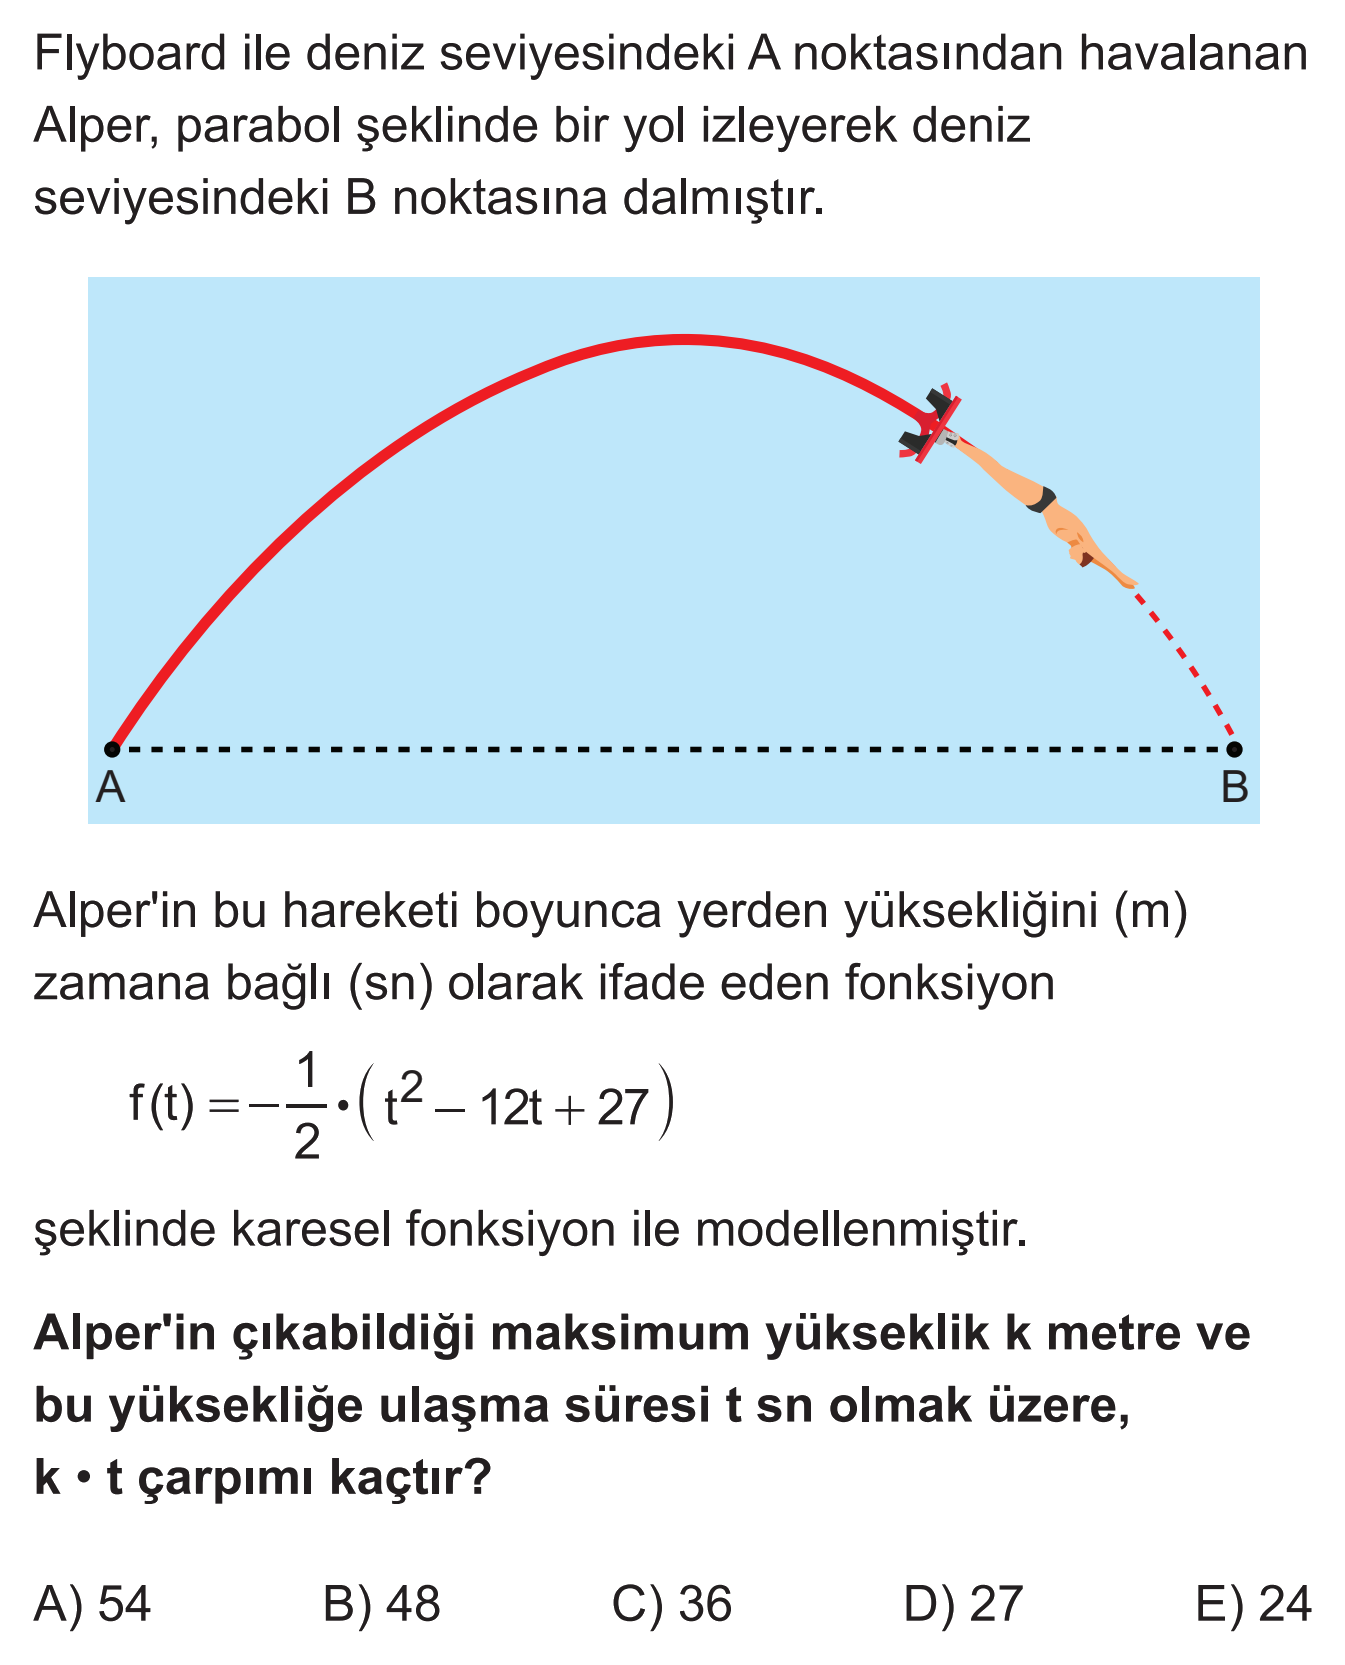 Flyboard ile deniz seviyesindeki A noktasından havalanan
Alper, parabol şeklinde bir yol izleyerek deniz
seviyesindeki B noktasına dalmıştır.
A
B
Alper'in bu hareketi boyunca yerden yüksekliğini (m)
zamana bağlı (sn) olarak ifade eden fonksiyon
f(t) = -1/2 • (t² - 12t + 27)
şeklinde karesel fonksiyon ile modellenmiştir.
Alper'in çıkabildiği maksimum yükseklik k metre ve
bu yüksekliğe ulaşma süresi t sn olmak üzere,
k • t çarpımı kaçtır?
A) 54 B) 48 C) 36 D) 27 E) 24